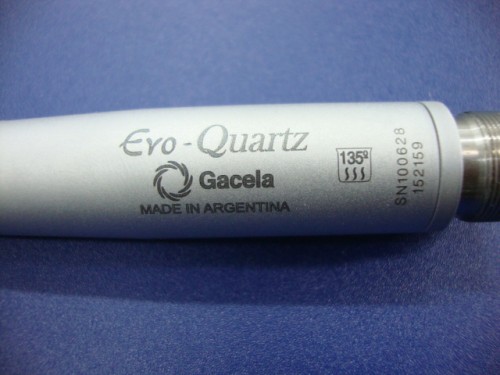 Evo - Quartz
Gacela
MADE IN ARGENTINA
135º
SN100628
152159